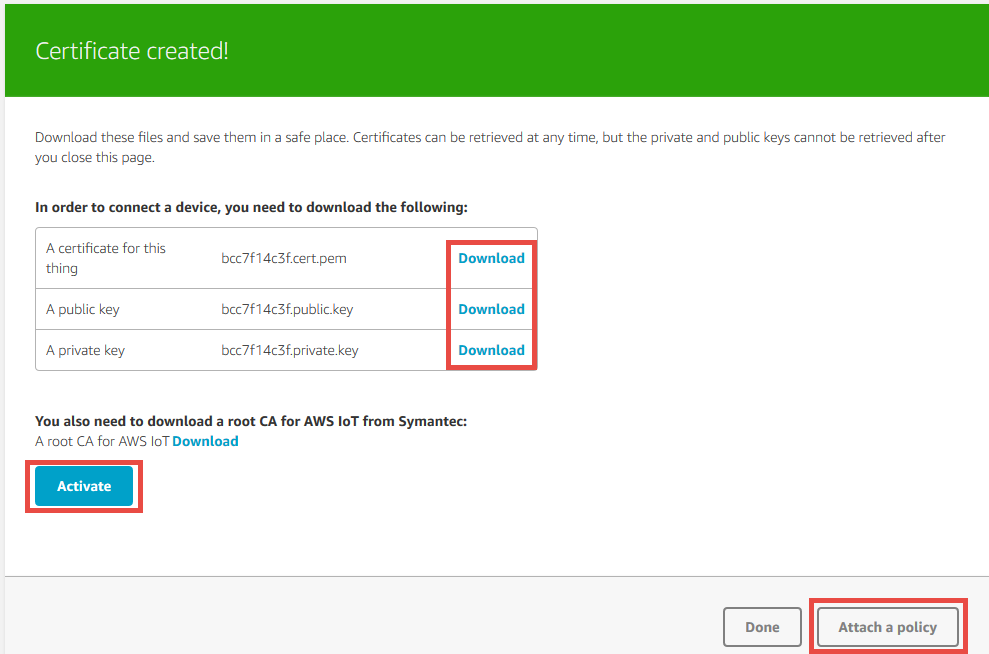 Certificate created!
Download these files and save them in a safe place. Certificates can be retrieved at any time, but the private and public keys cannot be retrieved after
you close this page.
In order to connect a device, you need to download the following:
A certificate for this
thing
bcc7f14c3f.cert.pem
Download
A public key
bcc7f14c3f.public.key
Download
A private key
bcc7f14c3f.private.key
Download
You also need to download a root CA for AWS IoT from Symantec:
A root CA for AWS IoT Download
Activate
Done
Attach a policy